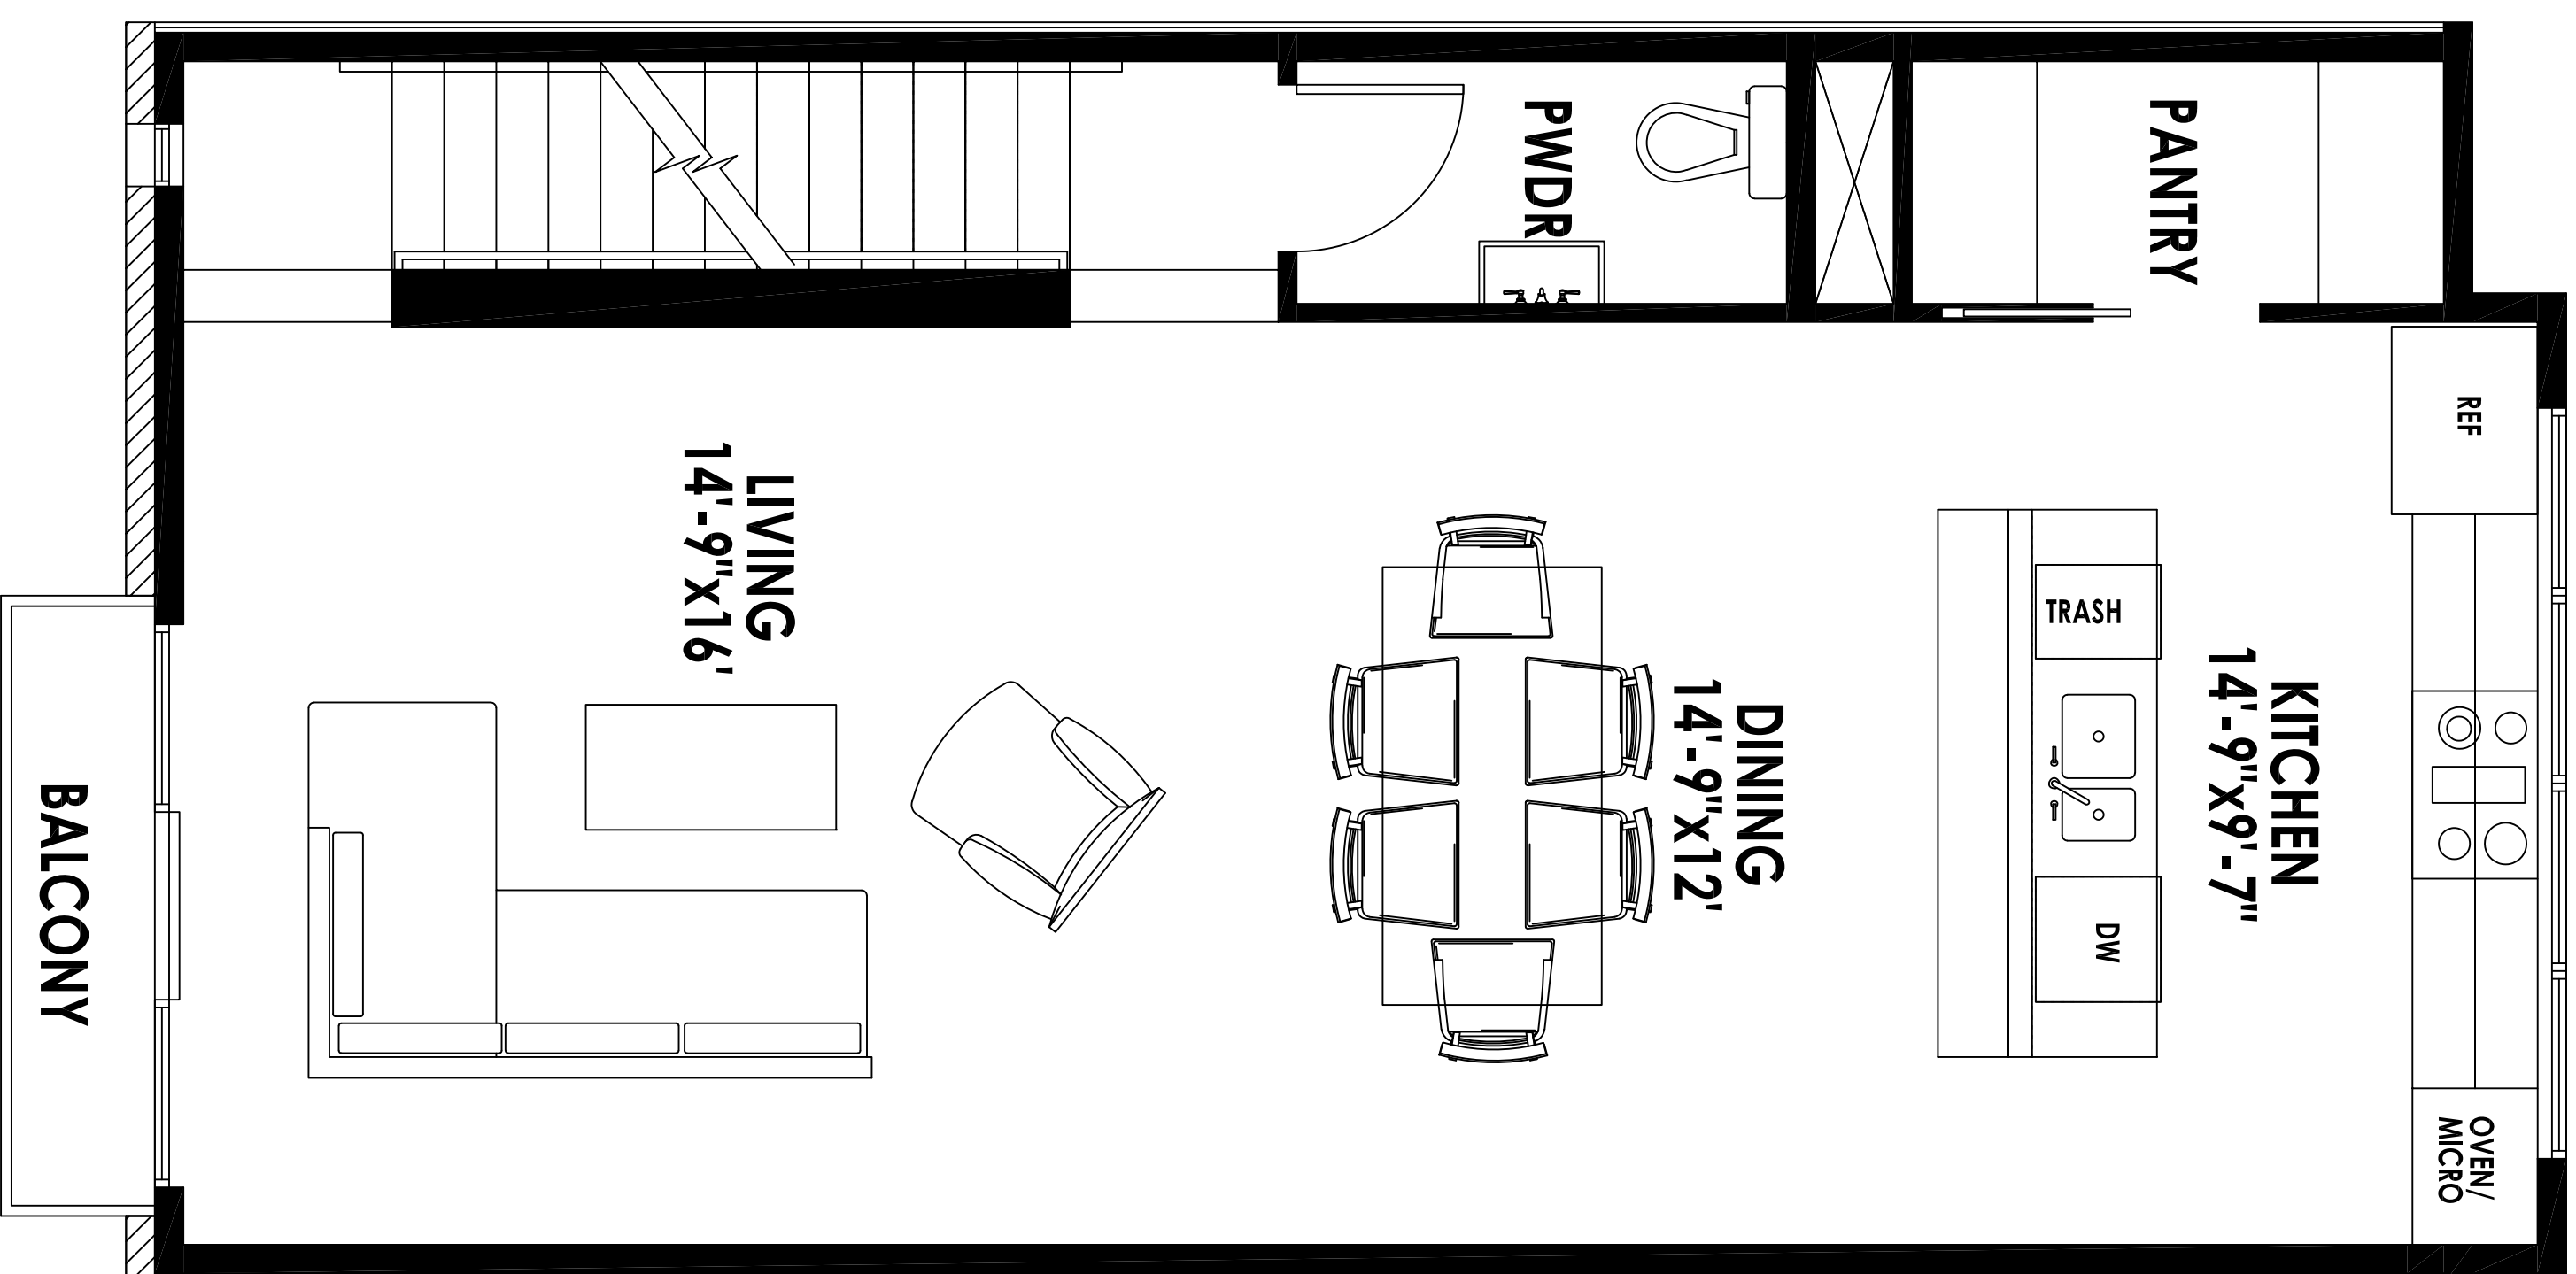 PWDR
PANTRY
REF
LIVING
14'-9"x16'
TRASH
KITCHEN
14'-9"x9'-7"
DINING
14'-9"x12'
BALCONY
DW
OVEN/
MICRO